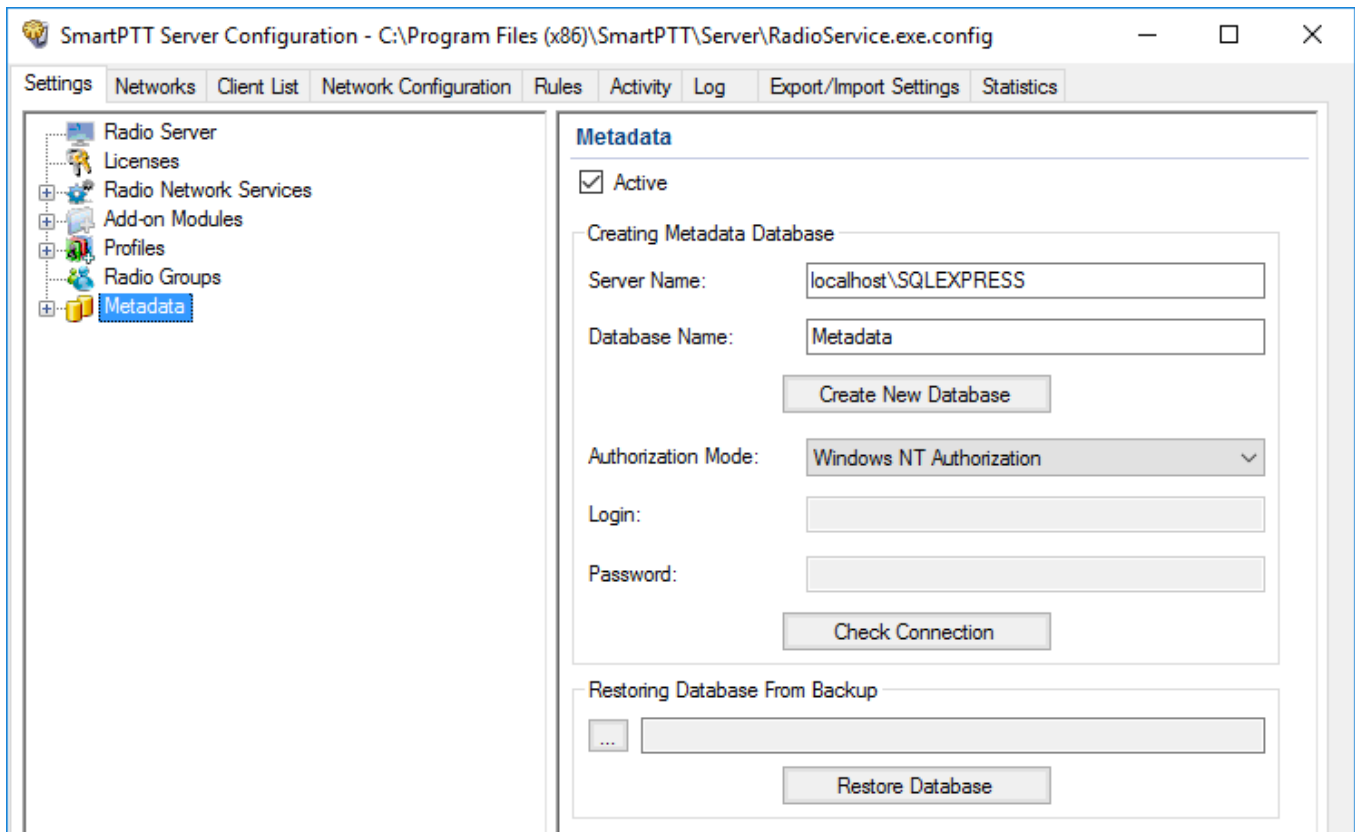 SmartPTT Server Configuration - C:\Program Files (x86)\SmartPTT\Server\RadioService.exe.config
Settings Networks Client List Network Configuration Rules Activity Log Export/Import Settings Statistics
Radio Server
Licenses
Radio Network Services
Add-on Modules
Profiles
Radio Groups
Metadata
Metadata
Active
Creating Metadata Database
Server Name: localhost\SQLEXPRESS
Database Name: Metadata
Create New Database
Authorization Mode: Windows NT Authorization
Login:
Password:
Check Connection
Restoring Database From Backup
...
Restore Database